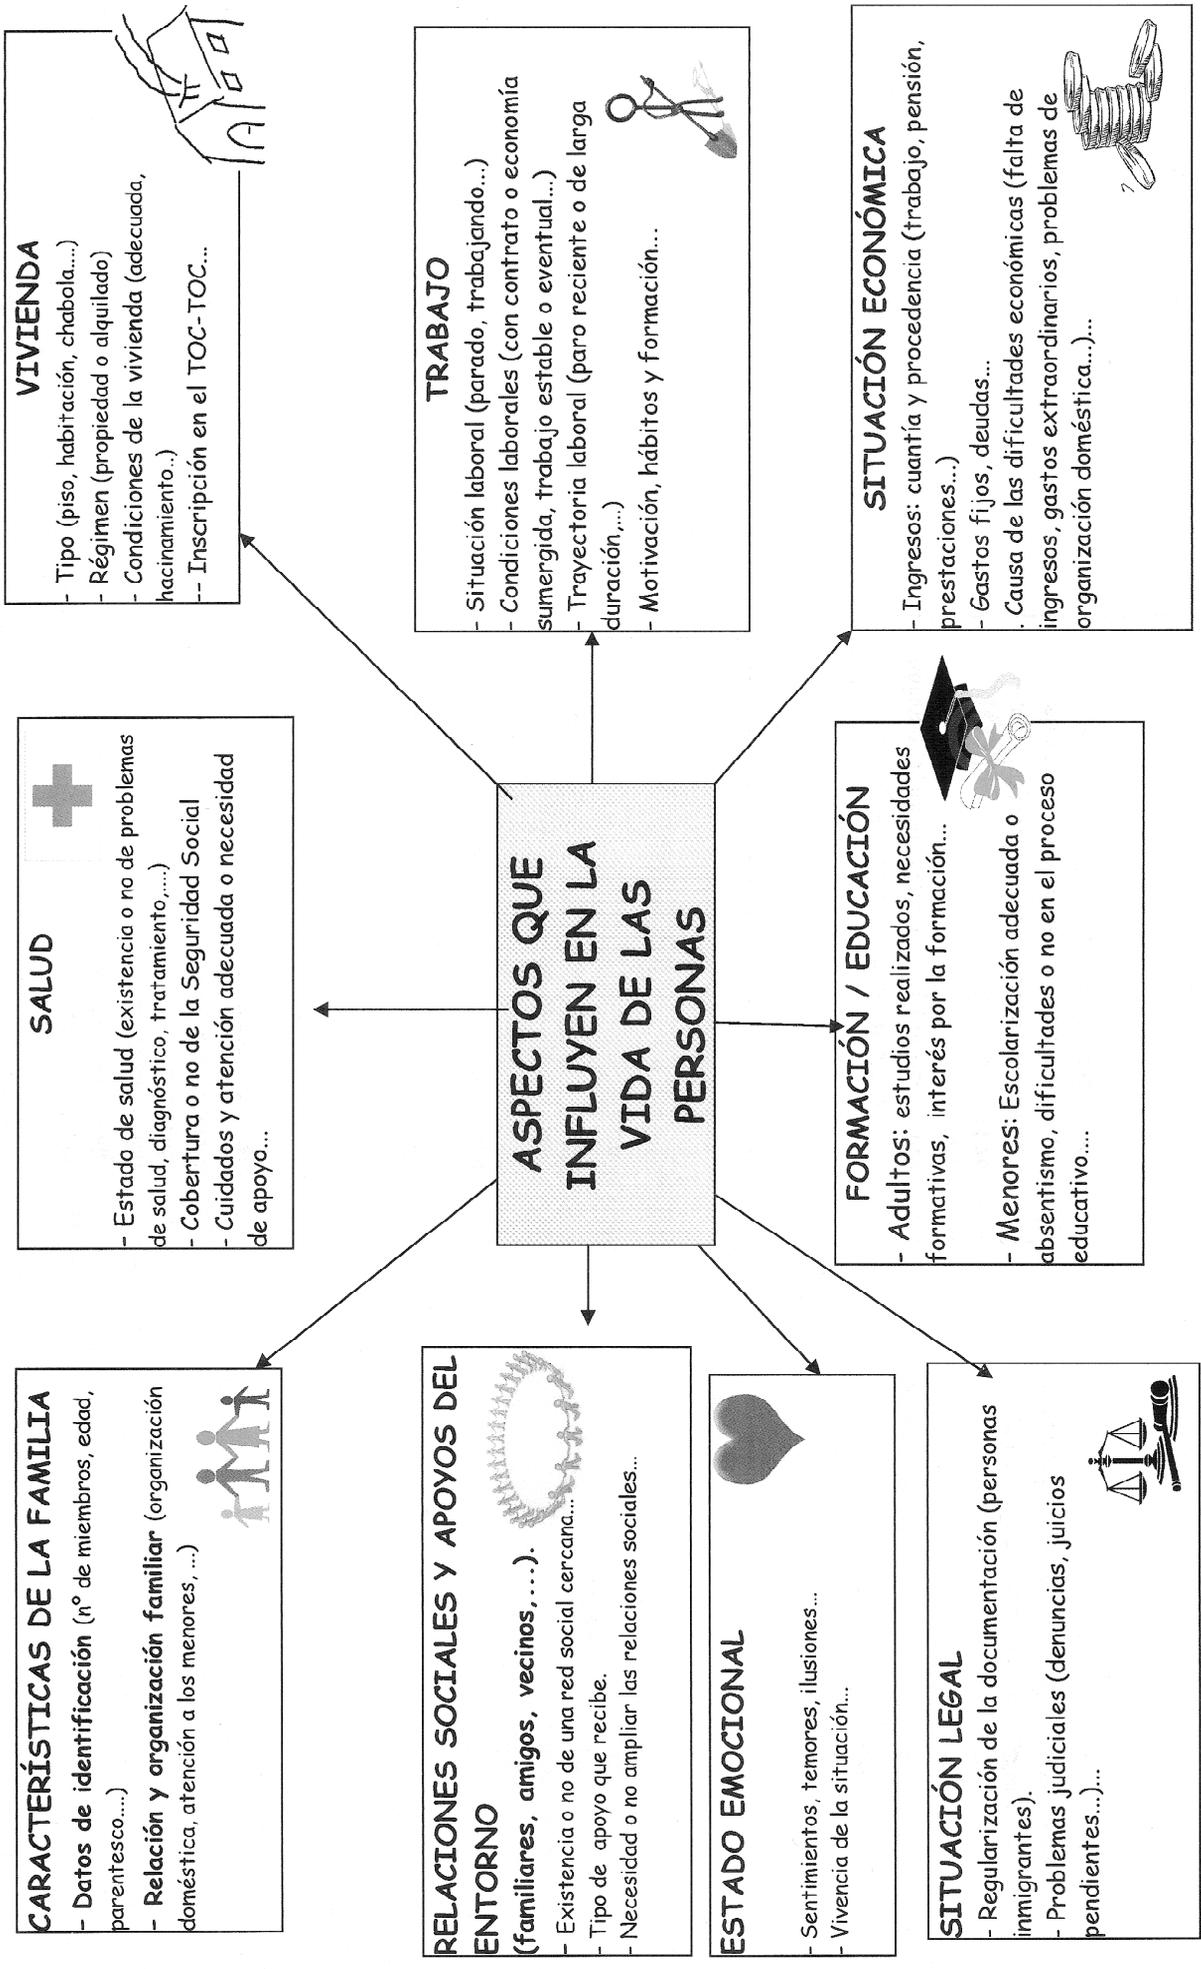 CARACTERÍSTICAS DE LA FAMILIA
- Datos de identificación (nº de miembros, edad,
parentesco....)
- Relación y organización familiar (organización
doméstica, atención a los menores, ...)
SALUD
- Estado de salud (existencia o no de problemas
de salud, diagnóstico, tratamiento,....)
- Cobertura o no de la Seguridad Social
- Cuidados y atención adecuada o necesidad
de apoyo...
VIVIENDA
- Tipo (piso, habitación, chabola....)
- Régimen (propiedad o alquilado)
- Condiciones de la vivienda (adecuada,
hacinamiento..)
-- Inscripción en el TOC-TOC...
RELACIONES SOCIALES Y APOYOS DEL
ENTORNO
(familiares, amigos, vecinos,....).
- Existencia o no de una red social cercana...
- Tipo de apoyo que recibe.
- Necesidad o no ampliar las relaciones sociales...
ASPECTOS QUE
INFLUYEN EN LA
VIDA DE LAS
PERSONAS
TRABAJO
- Situación laboral (parado, trabajando...)
- Condiciones laborales (con contrato o economía
sumergida, trabajo estable o eventual...)
- Trayectoria laboral (paro reciente o de larga
duración,...)
- Motivación, hábitos y formación...
ESTADO EMOCIONAL
- Sentimientos, temores, ilusiones...
- Vivencia de la situación...
SITUACIÓN LEGAL
- Regularización de la documentación (personas
inmigrantes).
- Problemas judiciales (denuncias, juicios
pendientes...)...
FORMACIÓN / EDUCACIÓN
- Adultos: estudios realizados, necesidades
formativas, interés por la formación...
- Menores: Escolarización adecuada o
absentismo, dificultades o no en el proceso
educativo....
SITUACIÓN ECONÓMICA
- Ingresos: cuantía y procedencia (trabajo, pensión,
prestaciones...)
- Gastos fijos, deudas...
. Causa de las dificultades económicas (falta de
ingresos, gastos extraordinarios, problemas de
organización doméstica...)...